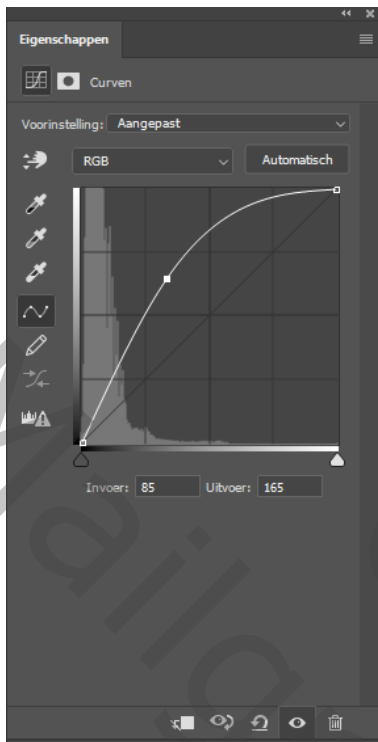 Eigenschappen
Curven
Voorinstelling: Aangepast
RGB Automatisch
Invoer: 85 Uitvoer: 165